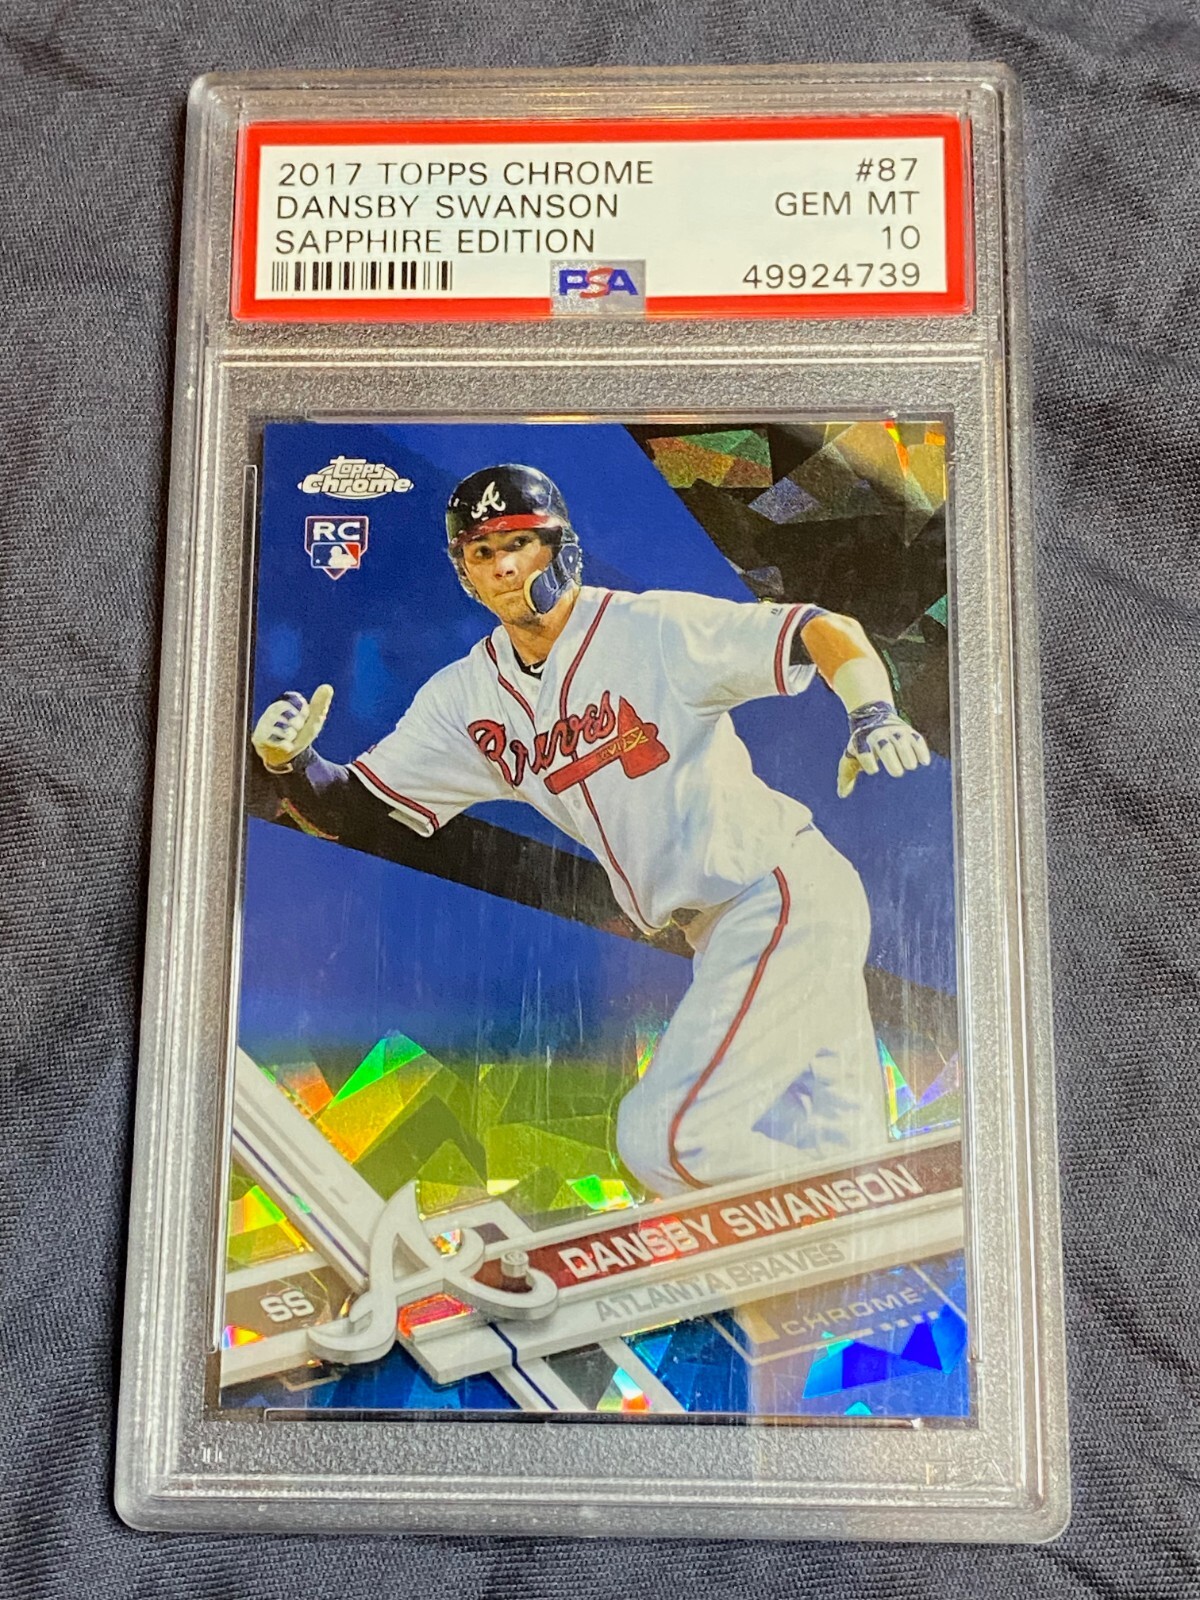 2017 TOPPS CHROME #87
DANSBY SWANSON GEM MT
SAPPHIRE EDITION 10
PSA 49924739
Topps
Chrome
RC
A
Braves
DANSBY SWANSON
ATLANTA BRAVES
SS
A
CHROME